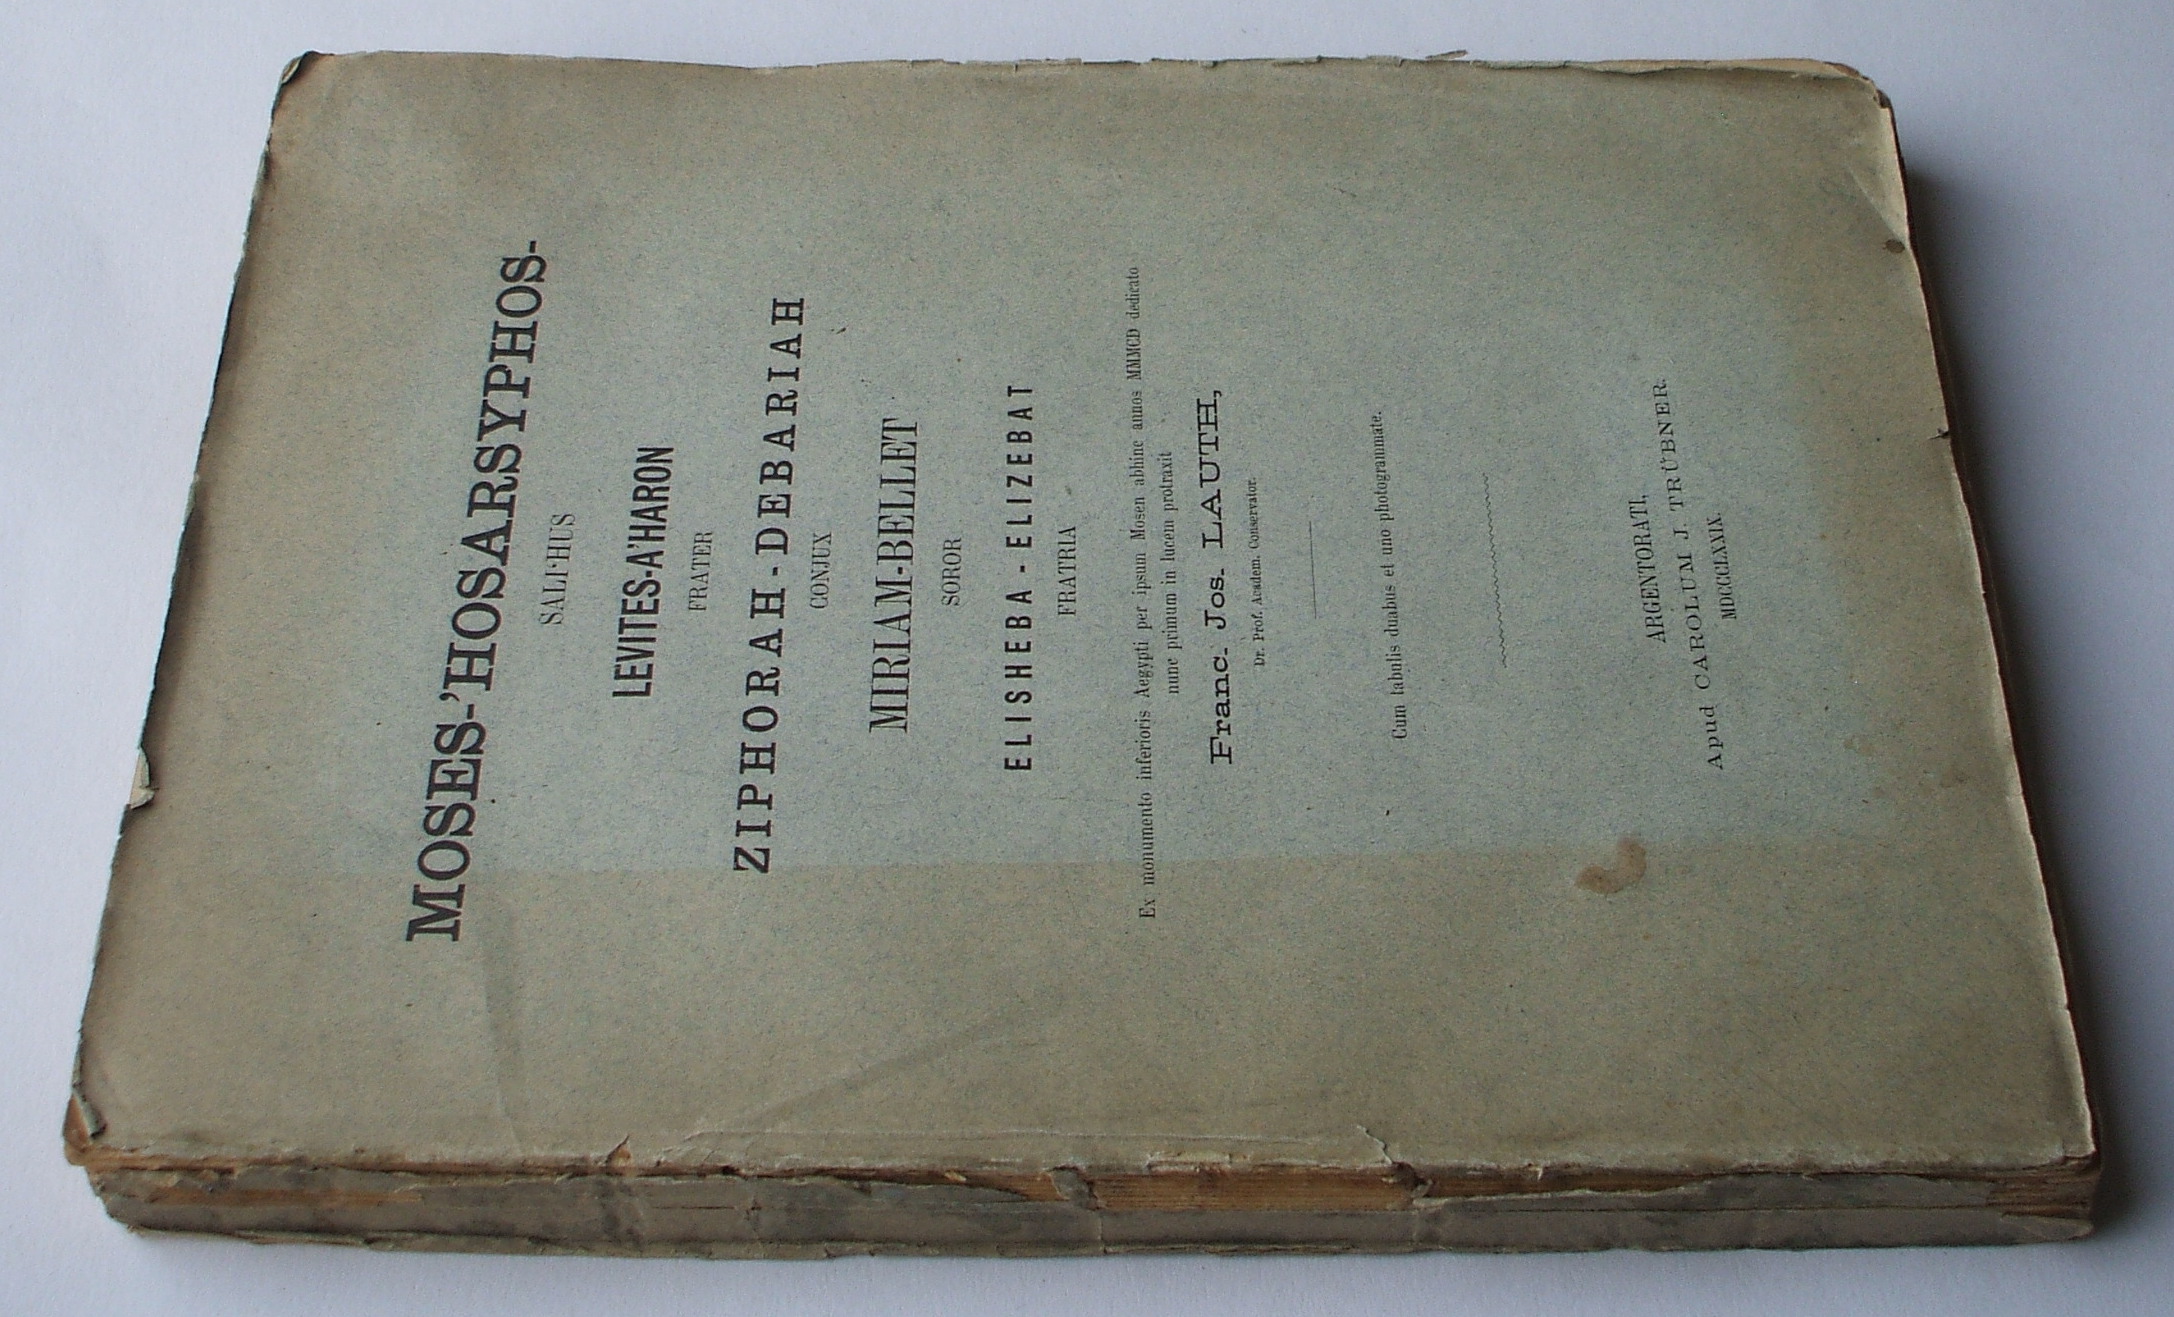 MOSES-'HOSARSYPHOS-
SALI·HUS
LEVITES-A'HARON
FRATER
ZIPHORAH-DEBARIAH
CONJUX
MIRIAM-BELLET
SOROR
ELISHEBA - ELIZEBAT
FRATRIA
Ex monumento inferioris Aegypti per ipsum Mosen abhinc annos MMMCD dedicato
nunc primum in lucem protraxit
Franc. Jos. LAUTH,
Dr. Prof. Academ. Conservator.
Cum tabulis duabus et uno photogrammate.
ARGENTORATI,
Apud CAROLUM J. TRÜBNER.
MDCCCLXXIX.